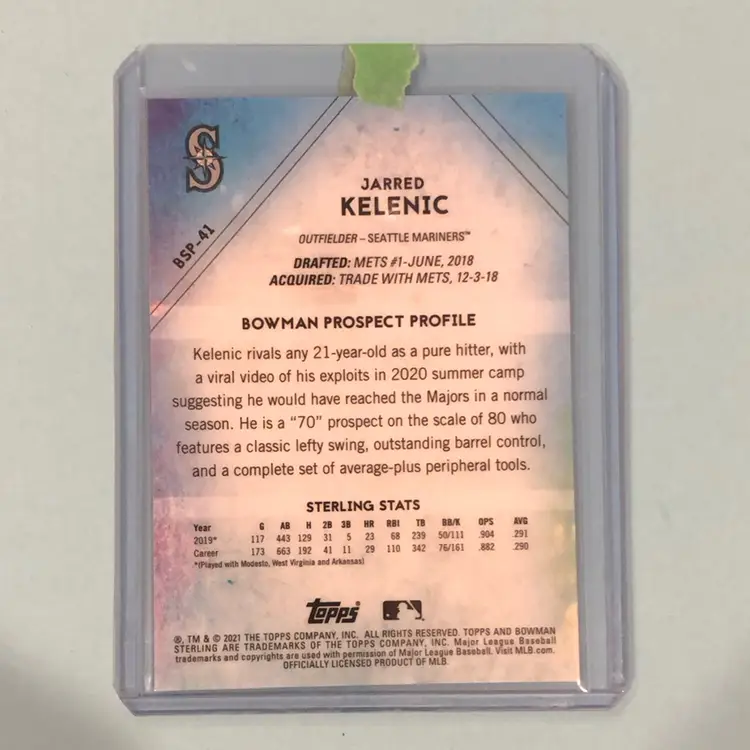 S
BSP-41
JARRED
KELENIC
OUTFIELDER – SEATTLE MARINERS™
DRAFTED: METS #1-JUNE, 2018
ACQUIRED: TRADE WITH METS, 12-3-18
BOWMAN PROSPECT PROFILE
Kelenic rivals any 21-year-old as a pure hitter, with
a viral video of his exploits in 2020 summer camp
suggesting he would have reached the Majors in a normal
season. He is a “70” prospect on the scale of 80 who
features a classic lefty swing, outstanding barrel control,
and a complete set of average-plus peripheral tools.
STERLING STATS
Year G AB H 2B 3B HR RBI TB BB/K OPS AVG
2019* 117 443 129 31 5 23 68 239 50/111 .904 .291
Career 173 663 192 41 11 29 110 342 76/161 .882 .290
*(Played with Modesto, West Virginia and Arkansas)
topps
®, TM & © 2021 THE TOPPS COMPANY, INC. ALL RIGHTS RESERVED. TOPPS AND BOWMAN
STERLING ARE TRADEMARKS OF THE TOPPS COMPANY, INC. Major League Baseball
trademarks and copyrights are used with permission of Major League Baseball. Visit MLB.com.
OFFICIALLY LICENSED PRODUCT OF MLB.